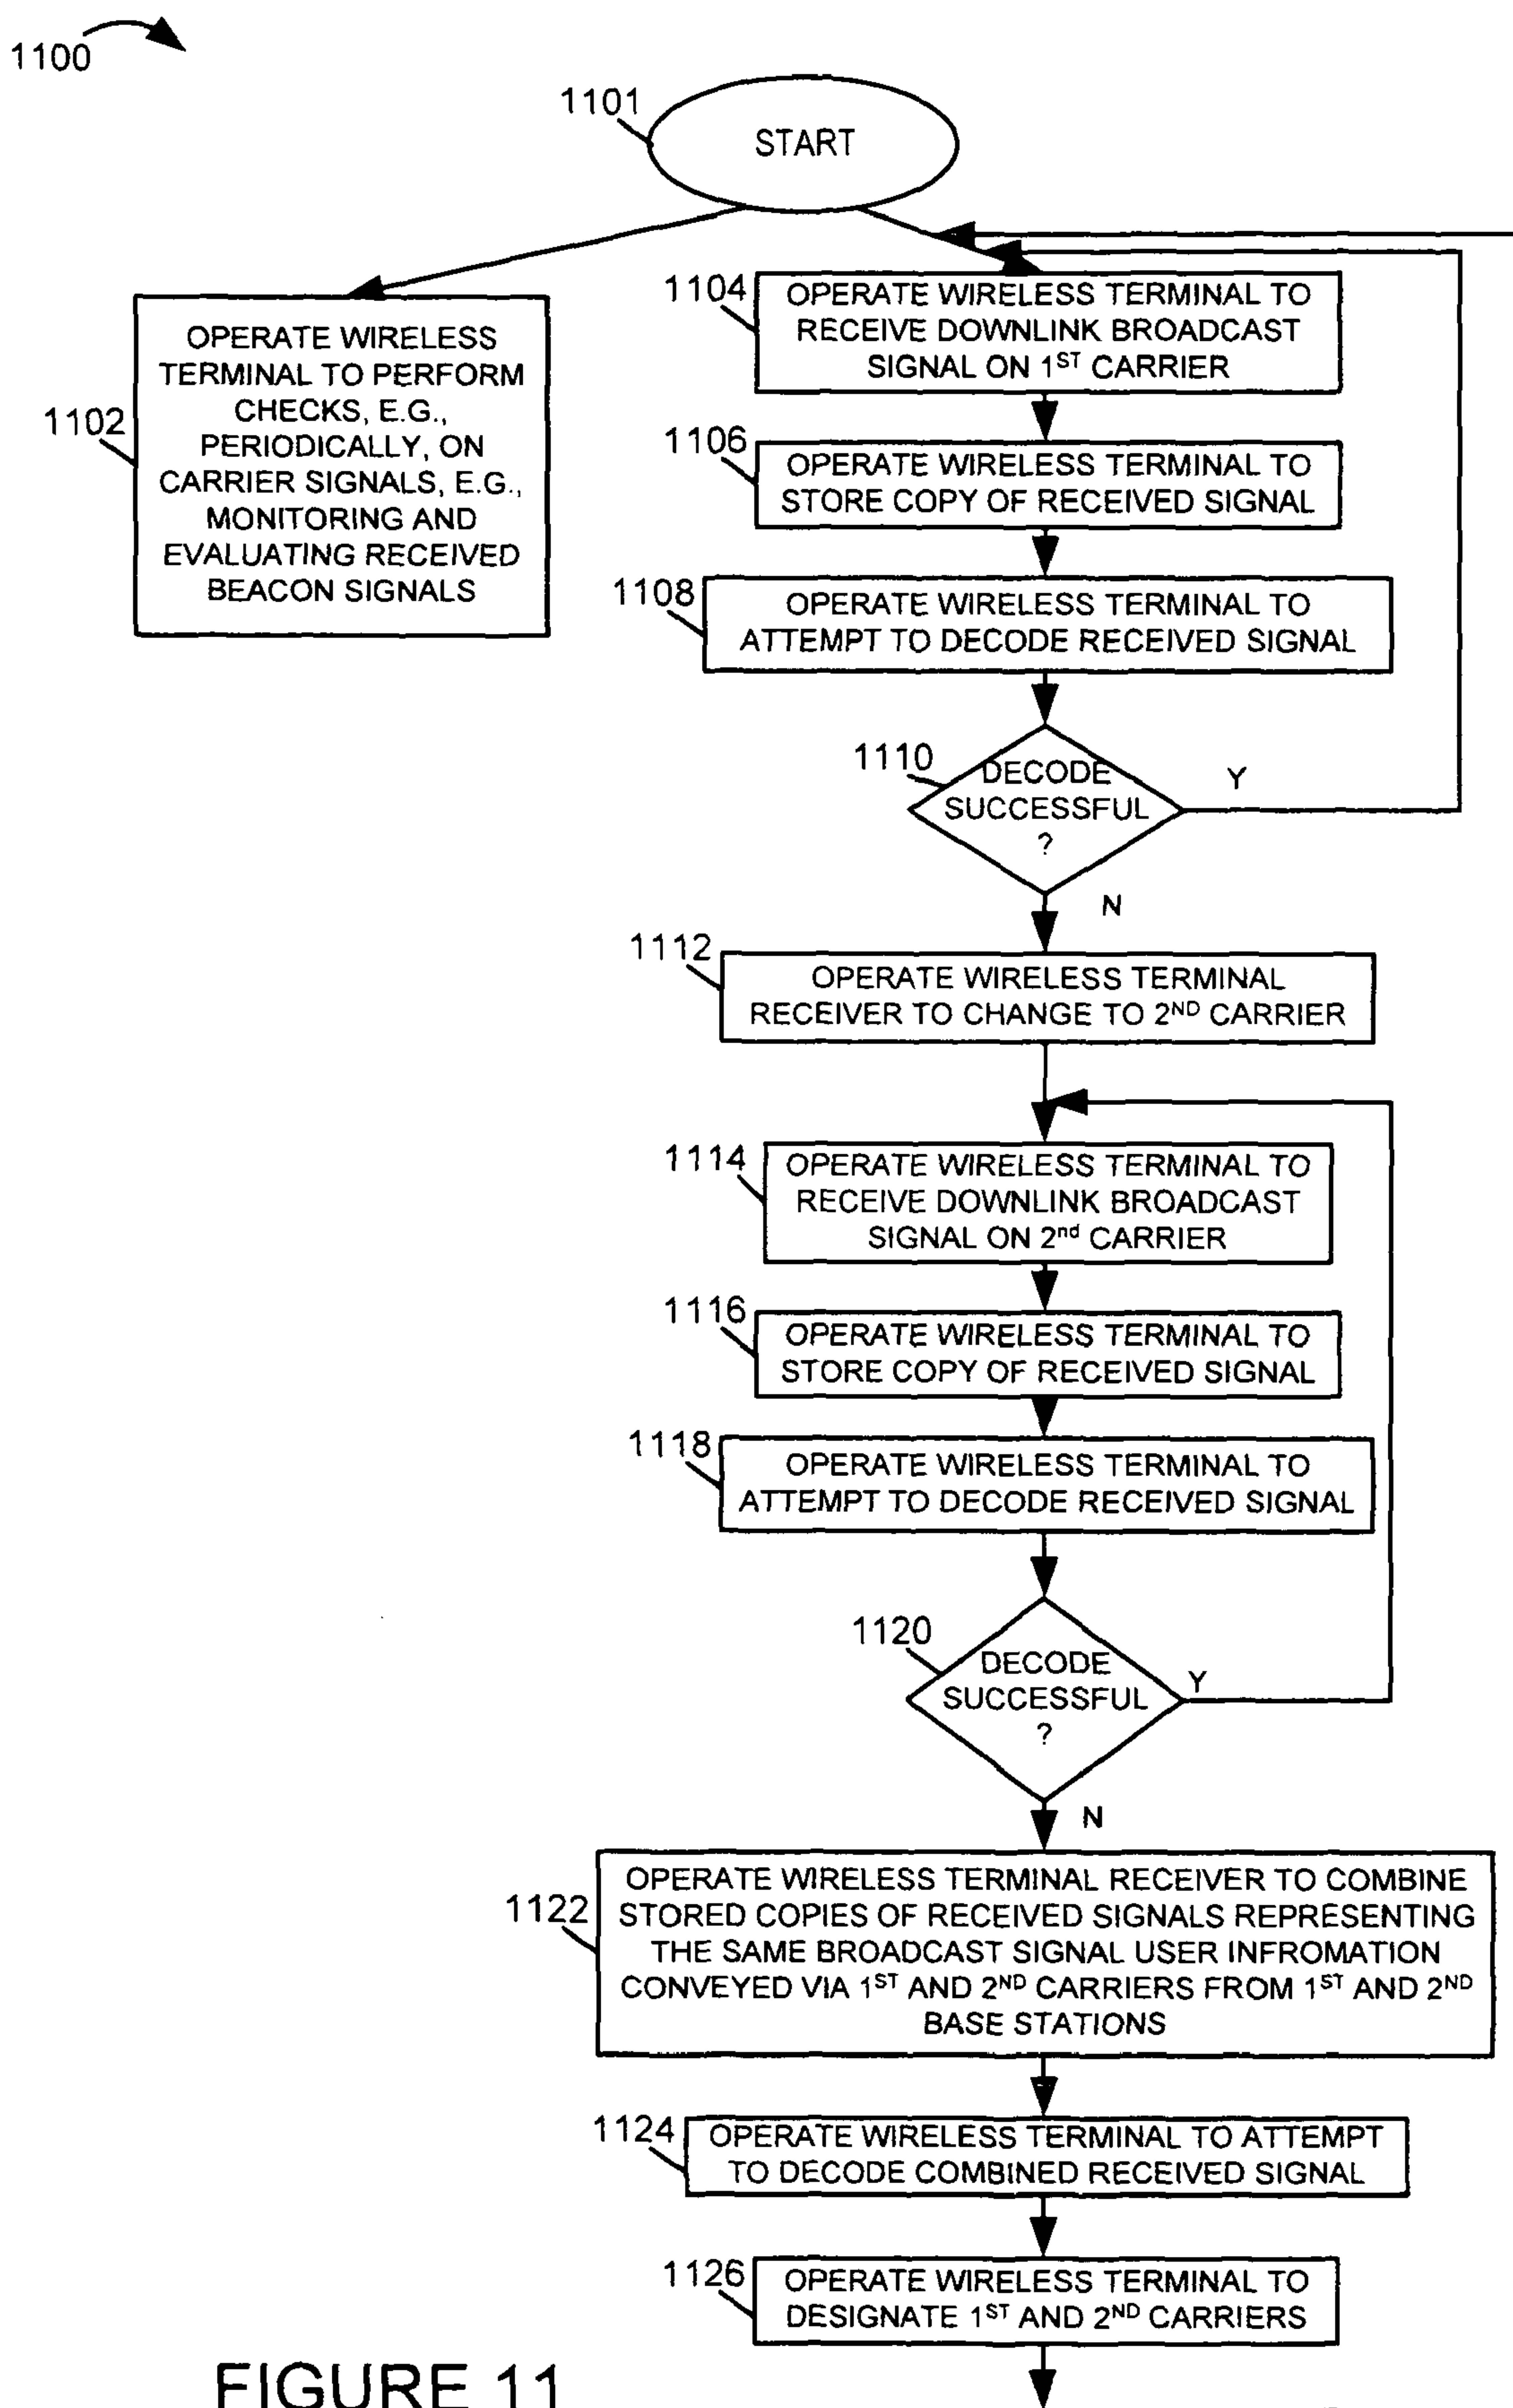 1100
1101
START
1102
OPERATE WIRELESS
TERMINAL TO PERFORM
CHECKS, E.G.,
PERIODICALLY, ON
CARRIER SIGNALS, E.G.,
MONITORING AND
EVALUATING RECEIVED
BEACON SIGNALS
1104
OPERATE WIRELESS TERMINAL TO
RECEIVE DOWNLINK BROADCAST
SIGNAL ON 1ST CARRIER
1106
OPERATE WIRELESS TERMINAL TO
STORE COPY OF RECEIVED SIGNAL
1108
OPERATE WIRELESS TERMINAL TO
ATTEMPT TO DECODE RECEIVED SIGNAL
1110
DECODE
SUCCESSFUL
?
Y
N
1112
OPERATE WIRELESS TERMINAL
RECEIVER TO CHANGE TO 2ND CARRIER
1114
OPERATE WIRELESS TERMINAL TO
RECEIVE DOWNLINK BROADCAST
SIGNAL ON 2nd CARRIER
1116
OPERATE WIRELESS TERMINAL TO
STORE COPY OF RECEIVED SIGNAL
1118
OPERATE WIRELESS TERMINAL TO
ATTEMPT TO DECODE RECEIVED SIGNAL
1120
DECODE
SUCCESSFUL
?
Y
N
1122
OPERATE WIRELESS TERMINAL RECEIVER TO COMBINE
STORED COPIES OF RECEIVED SIGNALS REPRESENTING
THE SAME BROADCAST SIGNAL USER INFROMATION
CONVEYED VIA 1ST AND 2ND CARRIERS FROM 1ST AND 2ND
BASE STATIONS
1124
OPERATE WIRELESS TERMINAL TO ATTEMPT
TO DECODE COMBINED RECEIVED SIGNAL
1126
OPERATE WIRELESS TERMINAL TO
DESIGNATE 1ST AND 2ND CARRIERS
FIGURE 11